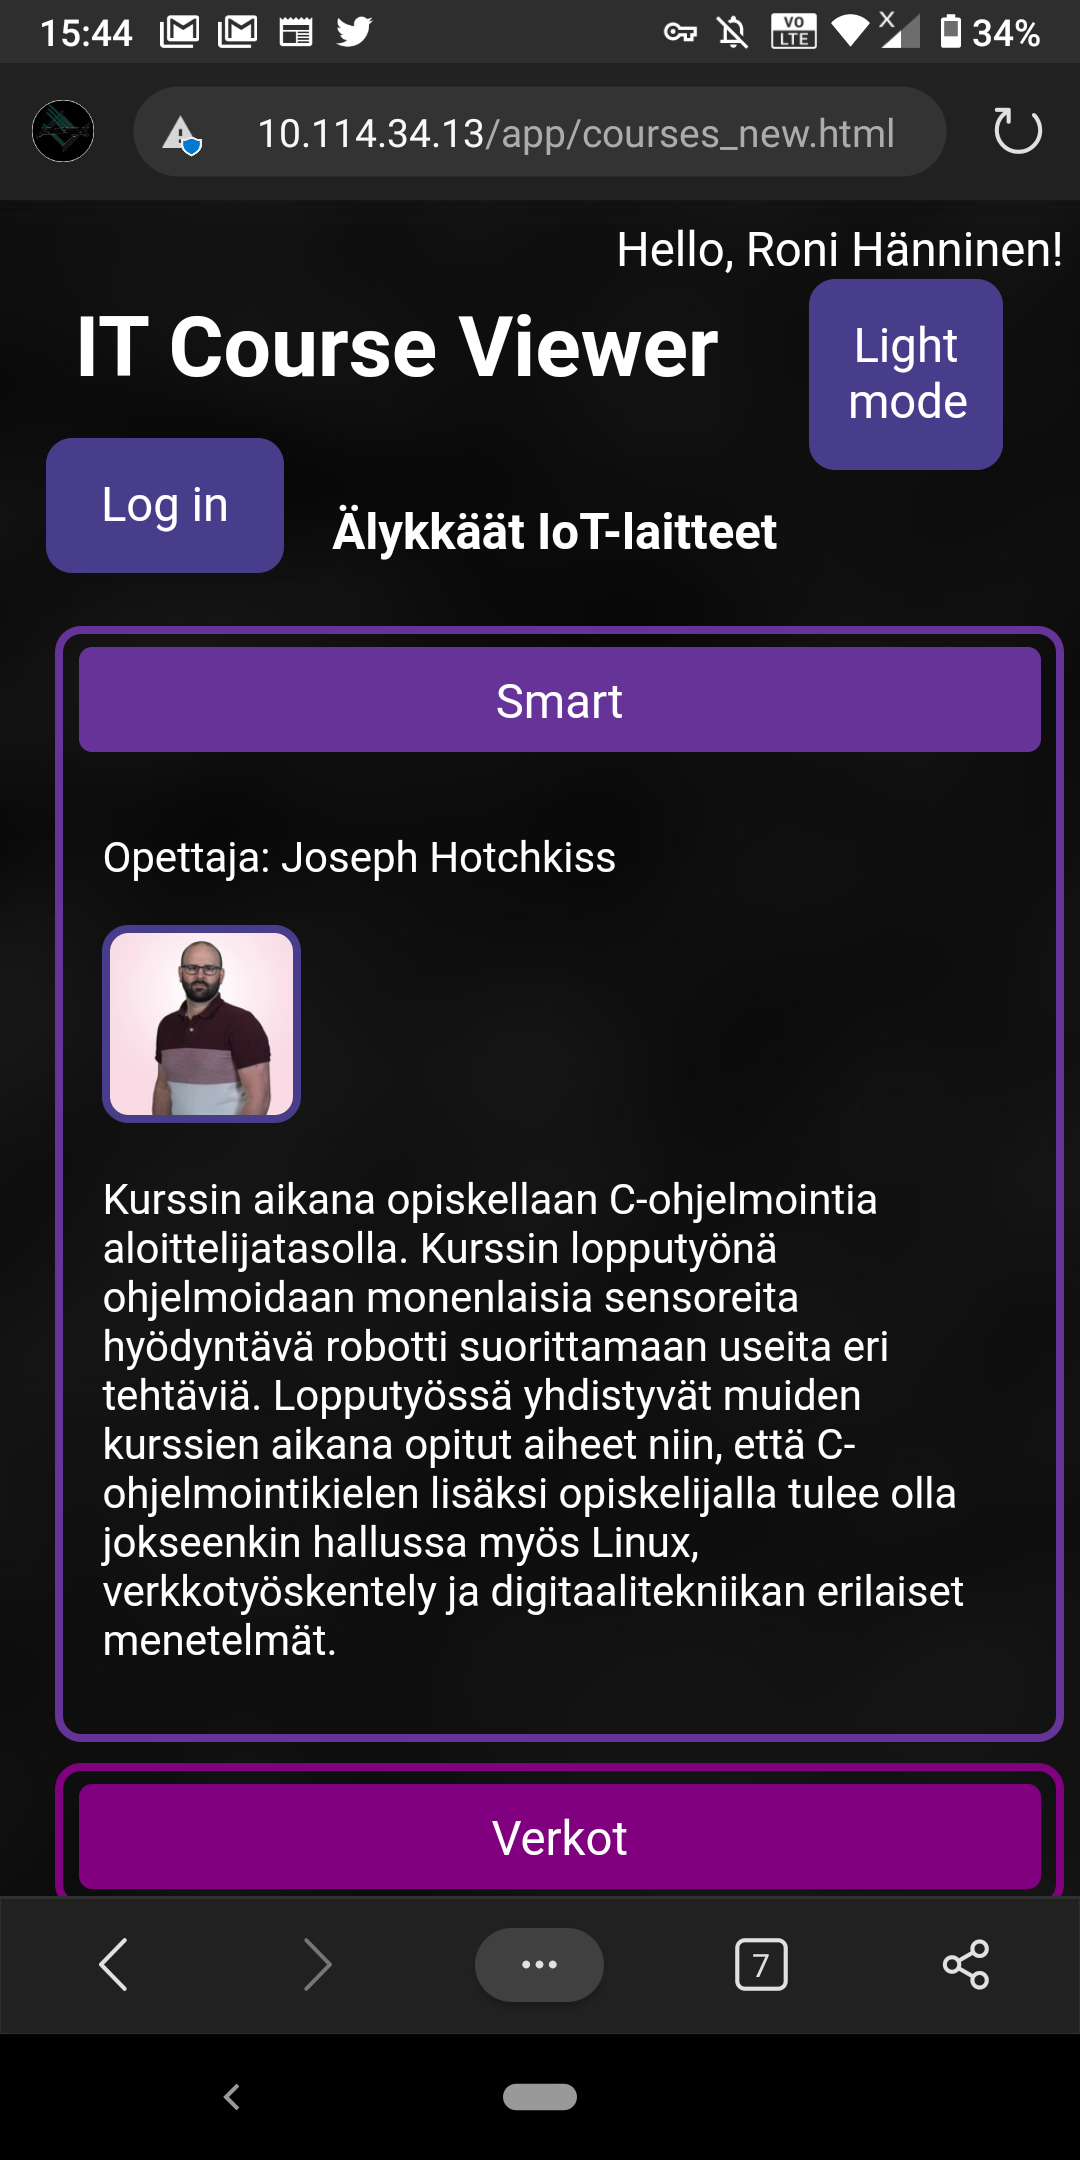 15:44
VO
LTE
34%
10.114.34.13/app/courses_new.html
Hello, Roni Hänninen!
IT Course Viewer
Light
mode
Log in
Älykkäät IoT-laitteet
Smart
Opettaja: Joseph Hotchkiss
Kurssin aikana opiskellaan C-ohjelmointia
aloittelijatasolla. Kurssin lopputyönä
ohjelmoidaan monenlaisia sensoreita
hyödyntävä robotti suorittamaan useita eri
tehtäviä. Lopputyössä yhdistyvät muiden
kurssien aikana opitut aiheet niin, että C-
ohjelmointikielen lisäksi opiskelijalla tulee olla
jokseenkin hallussa myös Linux,
verkkotyöskentely ja digitaalitekniikan erilaiset
menetelmät.
Verkot
7